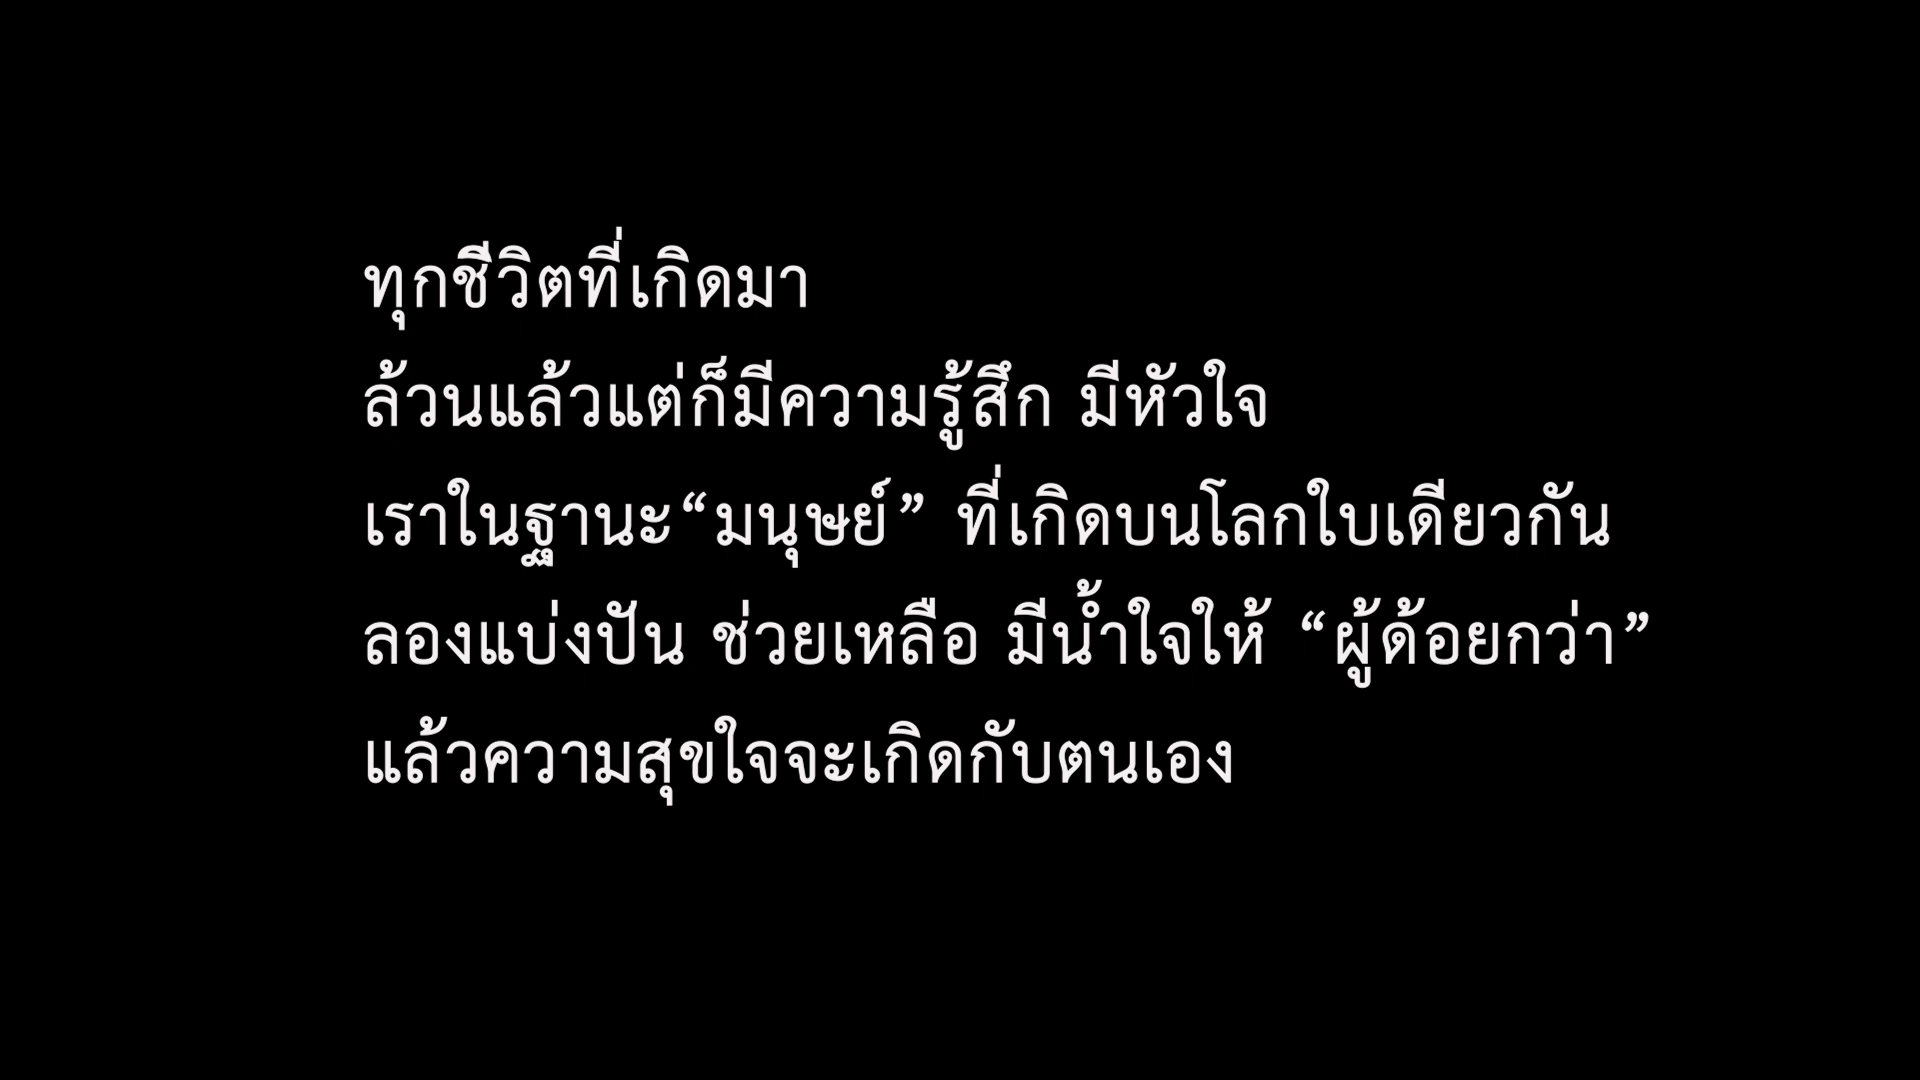 ทุกชีวิตที่เกิดมา
ล้วนแล้วแต่ก็มีความรู้สึก มีหัวใจ
เราในฐานะ“มนุษย์” ที่เกิดบนโลกใบเดียวกัน
ลองแบ่งปัน ช่วยเหลือ มีน้ำใจให้ “ผู้ด้อยกว่า”
แล้วความสุขใจจะเกิดกับตนเอง